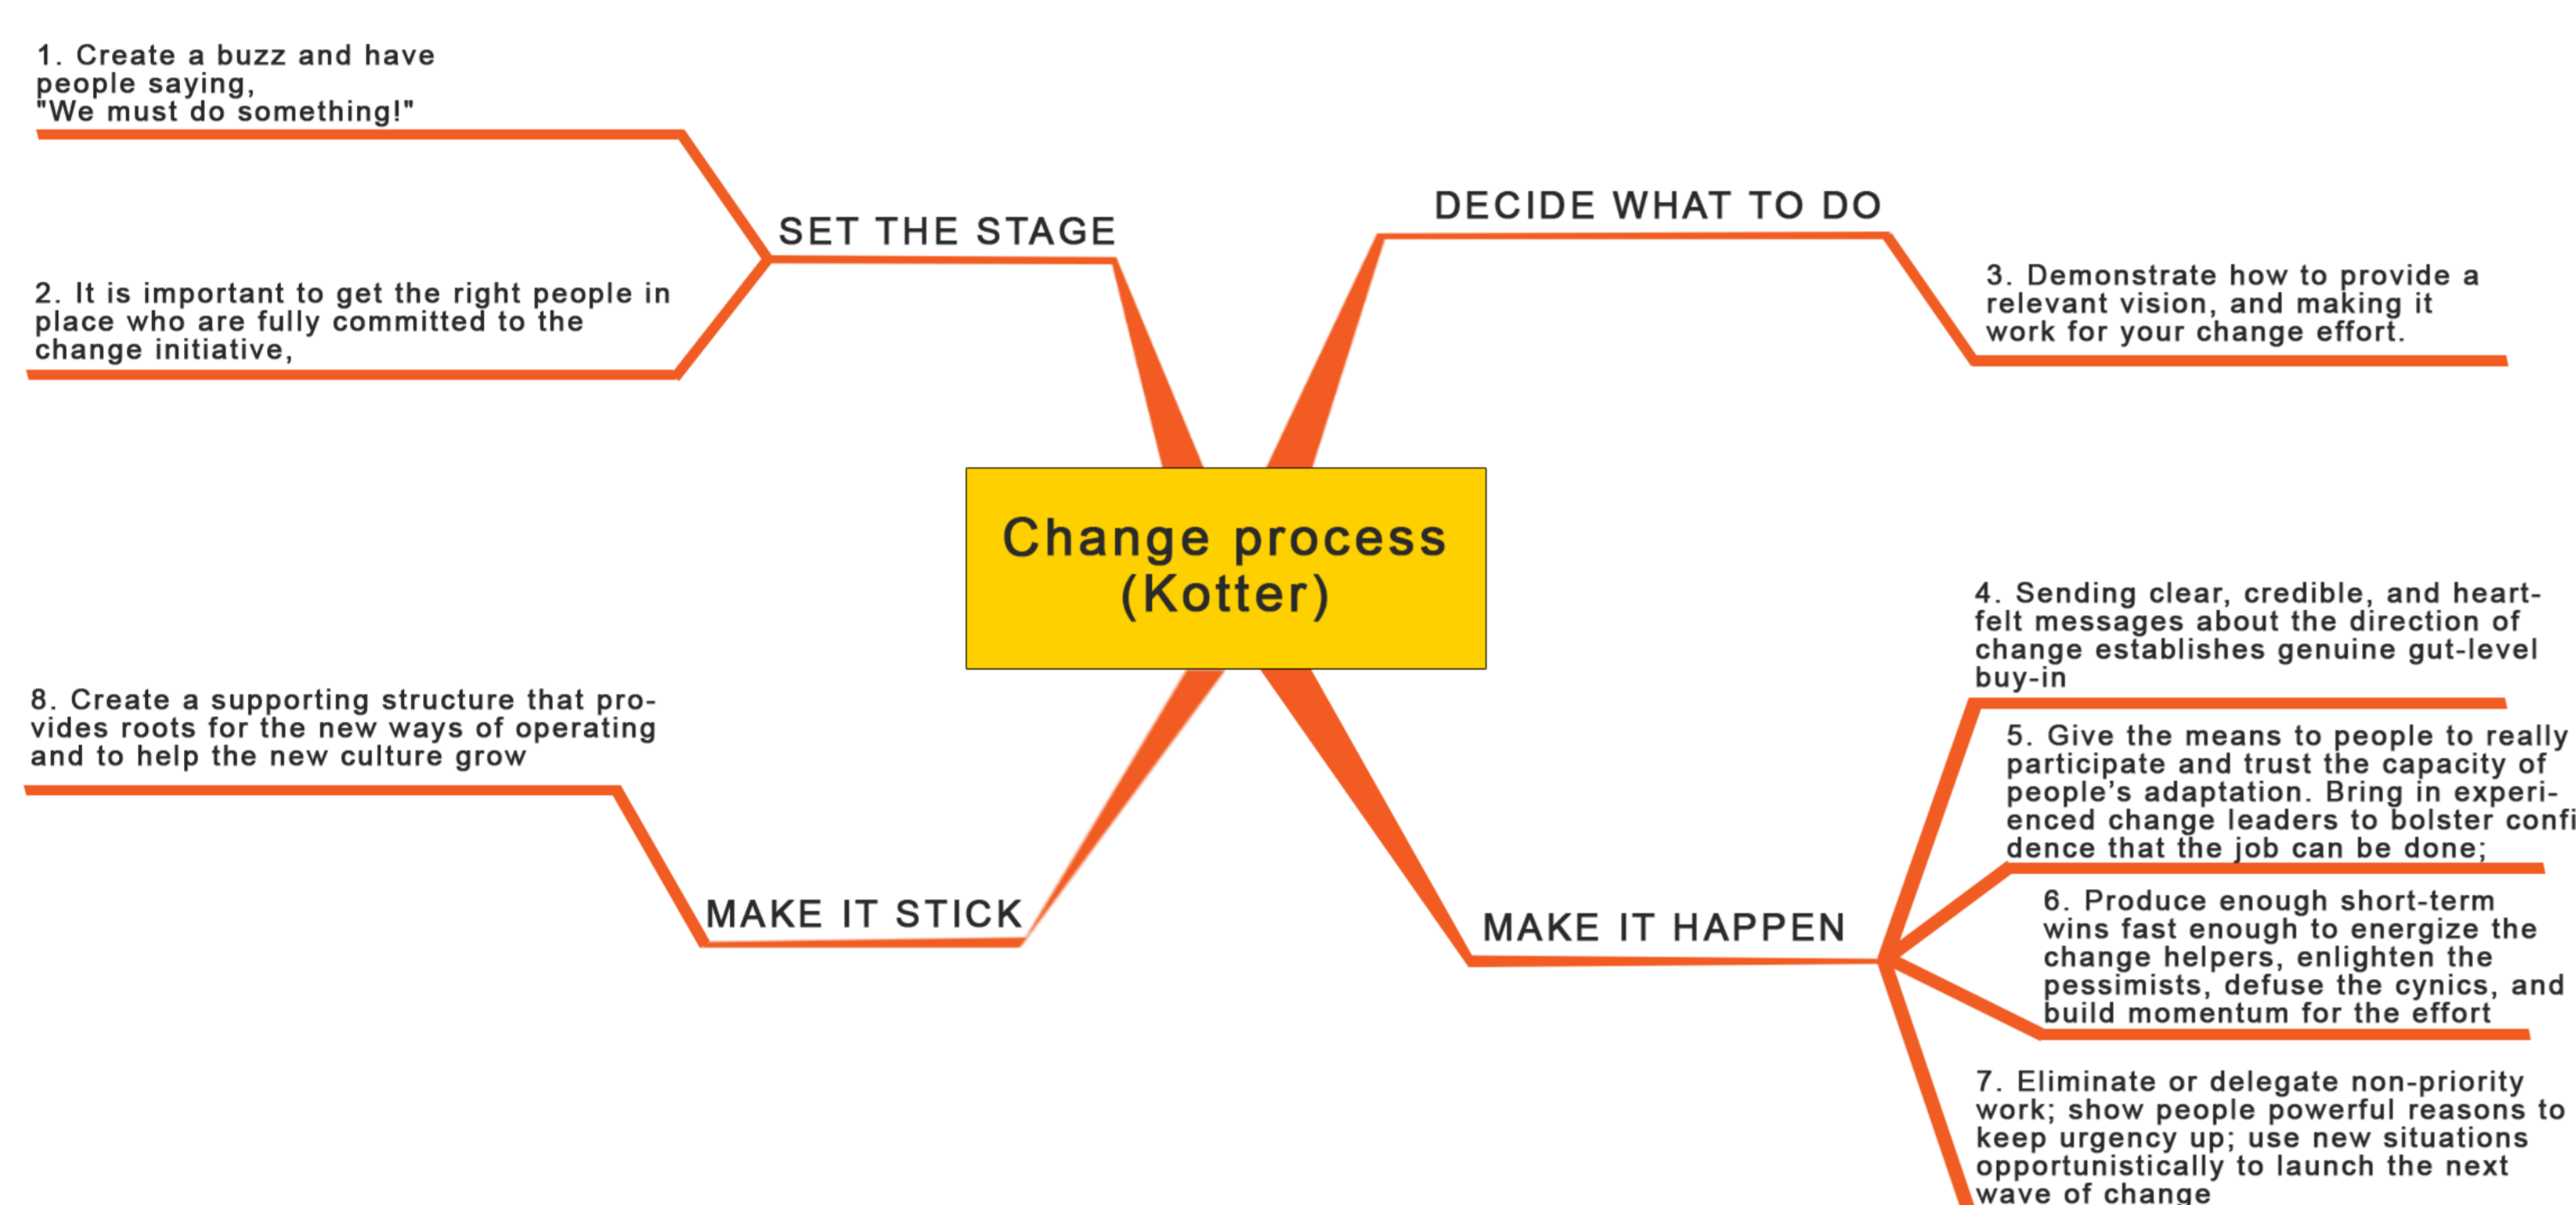 1. Create a buzz and have
people saying,
"We must do something!"
SET THE STAGE
2. It is important to get the right people in
place who are fully committed to the
change initiative,
DECIDE WHAT TO DO
3. Demonstrate how to provide a
relevant vision, and making it
work for your change effort.
Change process
(Kotter)
4. Sending clear, credible, and heart-
felt messages about the direction of
change establishes genuine gut-level
buy-in
5. Give the means to people to really
participate and trust the capacity of
people’s adaptation. Bring in experi-
enced change leaders to bolster confi
dence that the job can be done;
MAKE IT HAPPEN
6. Produce enough short-term
wins fast enough to energize the
change helpers, enlighten the
pessimists, defuse the cynics, and
build momentum for the effort
7. Eliminate or delegate non-priority
work; show people powerful reasons to
keep urgency up; use new situations
opportunistically to launch the next
wave of change
8. Create a supporting structure that pro-
vides roots for the new ways of operating
and to help the new culture grow
MAKE IT STICK